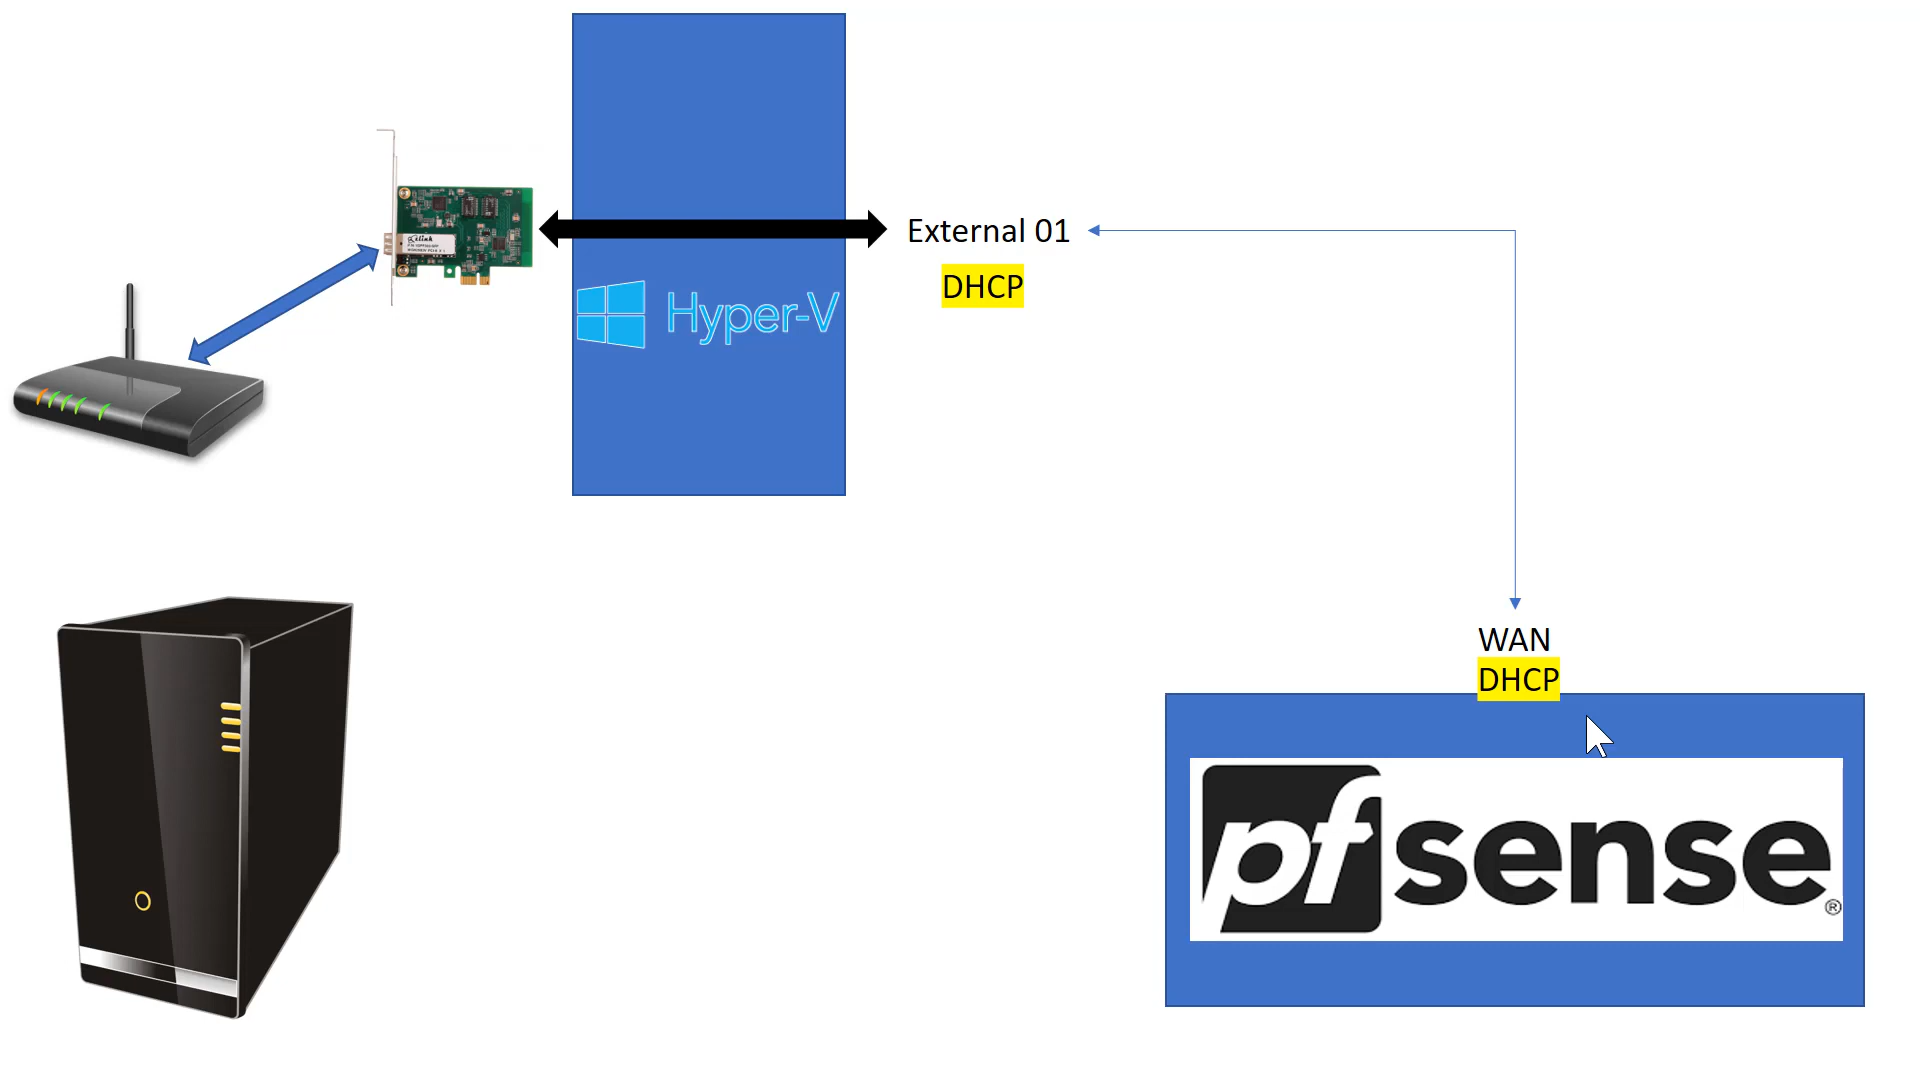 External 01
DHCP
Hyper-V
WAN
DHCP
pfsense®